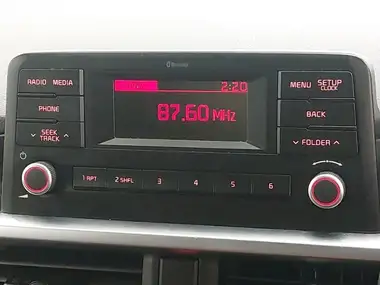 Bluetooth
RADIO MEDIA
2:20
MENU SETUP
CLOCK
87.60 MHz
PHONE
BACK
SEEK
TRACK
FOLDER
1 RPT 2 SHFL 3 4 5 6